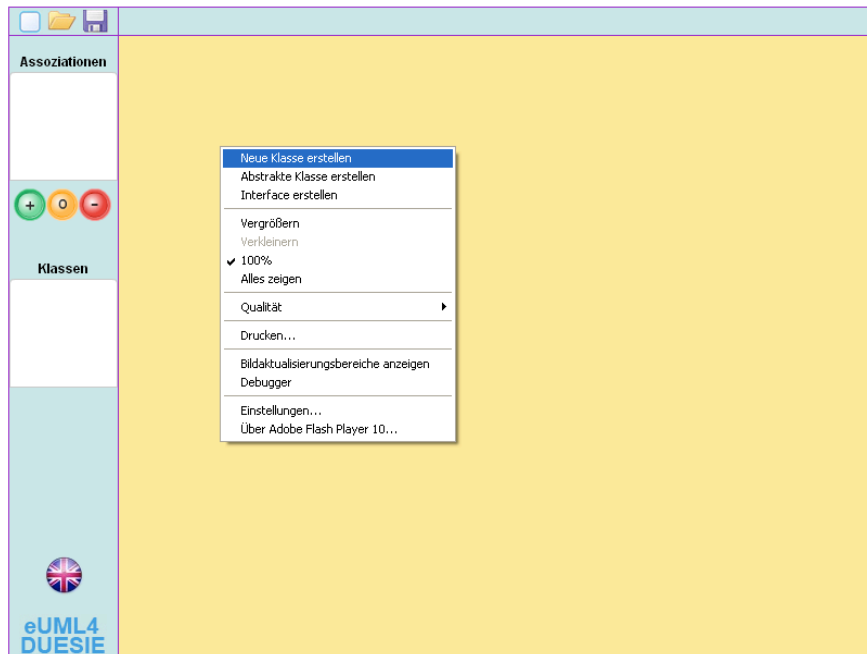 Assoziationen
+ o -
Klassen
Neue Klasse erstellen
Abstrakte Klasse erstellen
Interface erstellen
Vergrößern
Verkleinern
100%
Alles zeigen
Qualität
Drucken...
Bildaktualisierungsbereiche anzeigen
Debugger
Einstellungen...
Über Adobe Flash Player 10...
eUML4
DUESIE